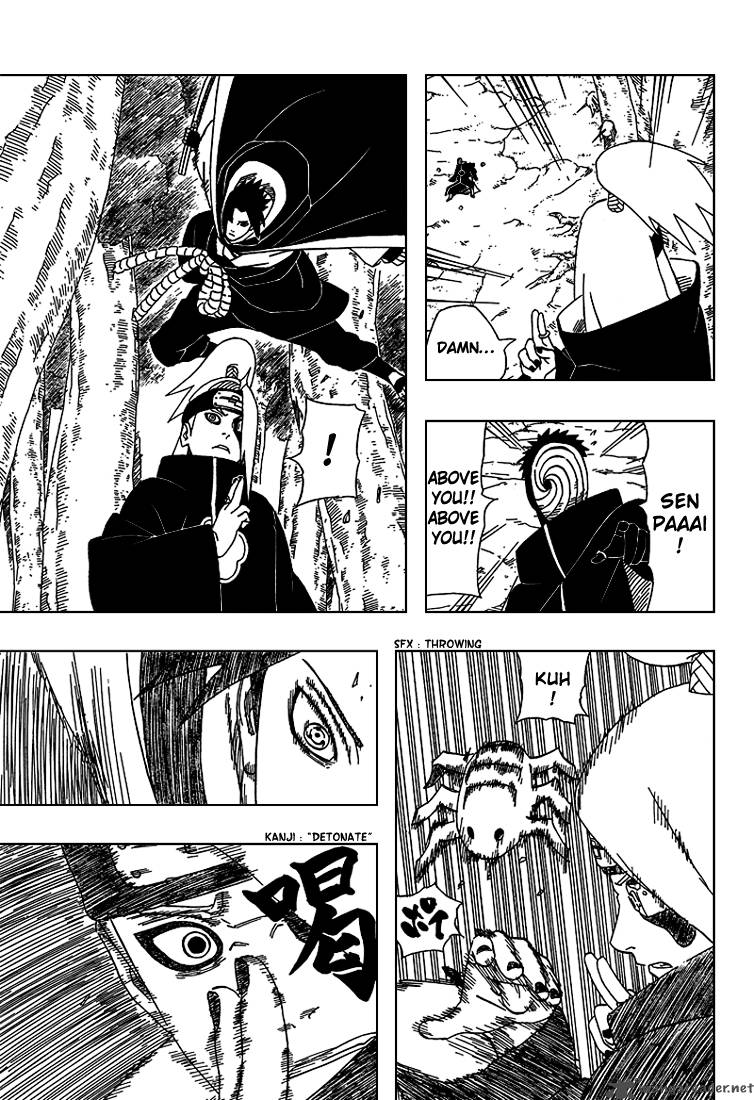 DAMN...
SEN
PAAAI
!
ABOVE
YOU!!
ABOVE
YOU!!
!
SFX : THROWING
KUH
!
KANJI : "DETONATE"
喝